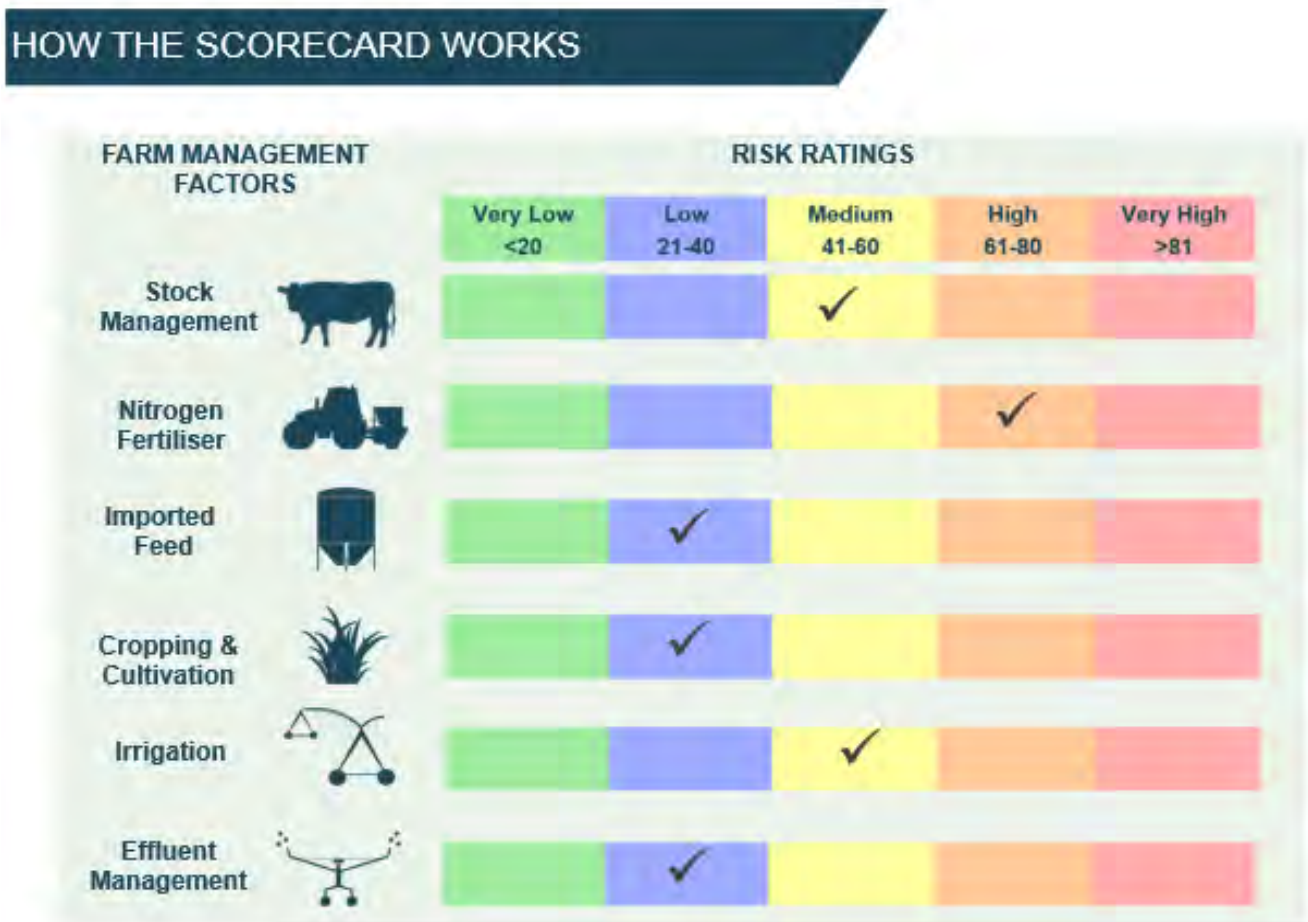 HOW THE SCORECARD WORKS
FARM MANAGEMENT
FACTORS
RISK RATINGS
Very Low
<20
Low
21-40
Medium
41-60
High
61-80
Very High
>81
Stock
Management
Nitrogen
Fertiliser
Imported
Feed
Cropping &
Cultivation
Irrigation
Effluent
Management